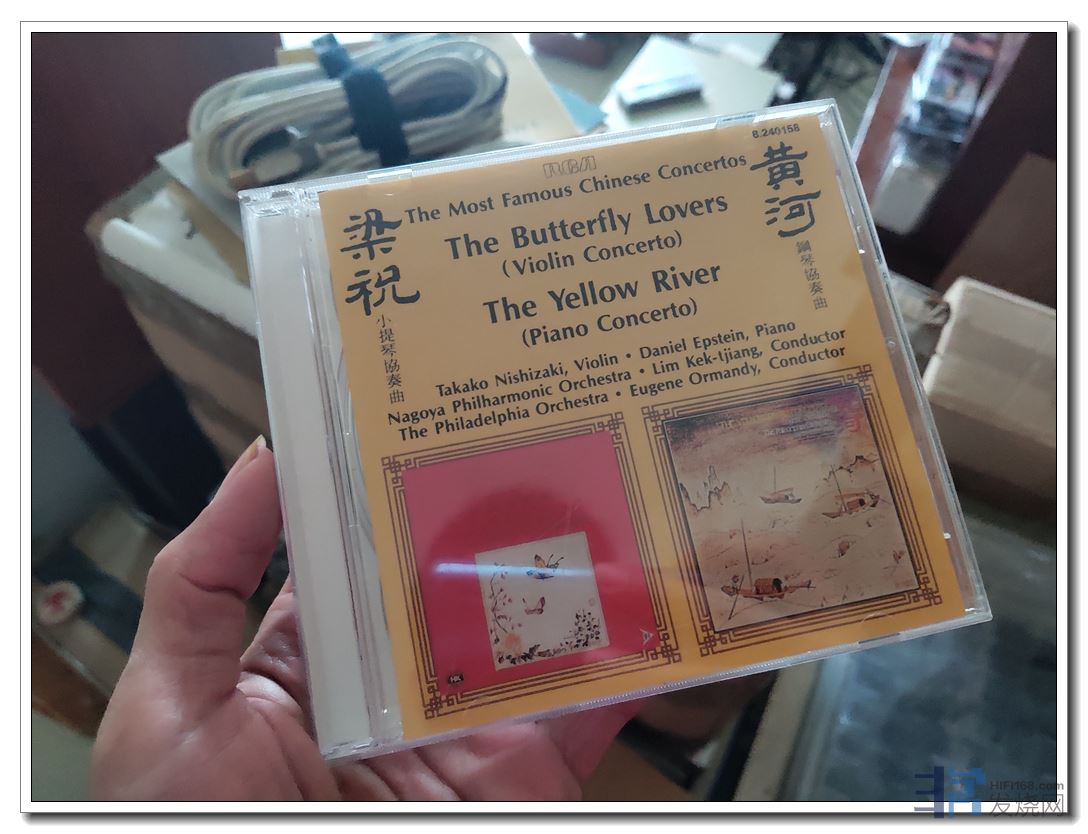 8.240158
RCA
The Most Famous Chinese Concertos
梁祝
小提琴協奏曲
黃河
鋼琴協奏曲
The Butterfly Lovers
(Violin Concerto)
The Yellow River
(Piano Concerto)
Takako Nishizaki, Violin • Daniel Epstein, Piano
Nagoya Philharmonic Orchestra • Lim Kek-tjiang, Conductor
The Philadelphia Orchestra • Eugene Ormandy, Conductor
HK
HIFI168.com
发烧网